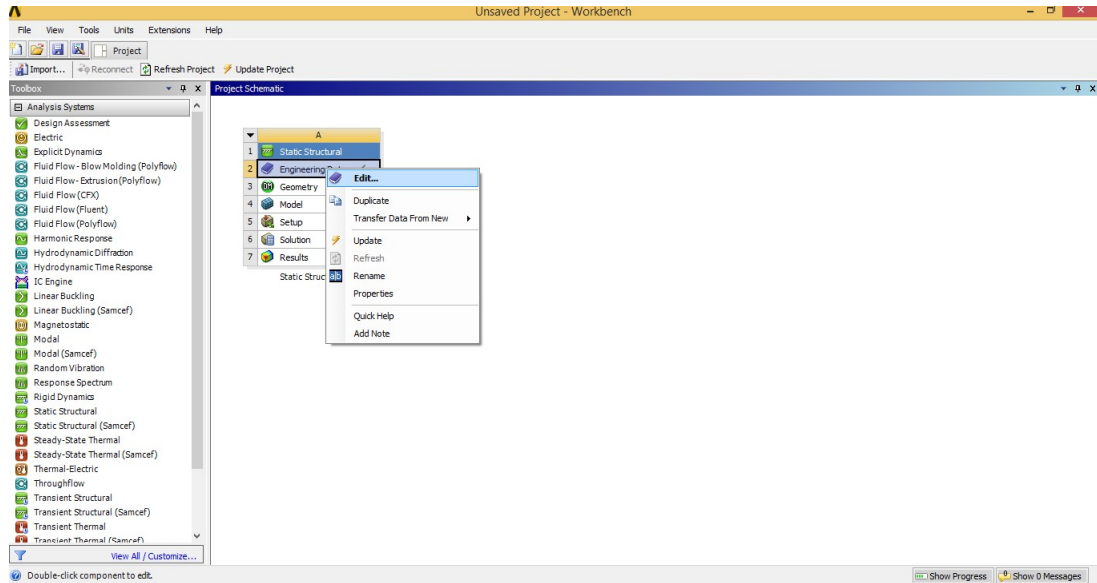 Unsaved Project - Workbench
File View Tools Units Extensions Help
Project
Import... Reconnect Refresh Project Update Project
Toolbox
Project Schematic
Analysis Systems
Design Assessment
Electric
Explicit Dynamics
Fluid Flow - Blow Molding (Polyflow)
Fluid Flow - Extrusion (Polyflow)
Fluid Flow (CFX)
Fluid Flow (Fluent)
Fluid Flow (Polyflow)
Harmonic Response
Hydrodynamic Diffraction
Hydrodynamic Time Response
IC Engine
Linear Buckling
Linear Buckling (Samcef)
Magnetostatic
Modal
Modal (Samcef)
Random Vibration
Response Spectrum
Rigid Dynamics
Static Structural
Static Structural (Samcef)
Steady-State Thermal
Steady-State Thermal (Samcef)
Thermal-Electric
Throughflow
Transient Structural
Transient Structural (Samcef)
Transient Thermal
Transient Thermal (Samcef)
View All / Customize...
A
1 Static Structural
2 Engineering
3 Geometry
4 Model
5 Setup
6 Solution
7 Results
Static Struc
Edit...
Duplicate
Transfer Data From New
Update
Refresh
a|b Rename
Properties
Quick Help
Add Note
Double-click component to edit.
Show Progress Show 0 Messages